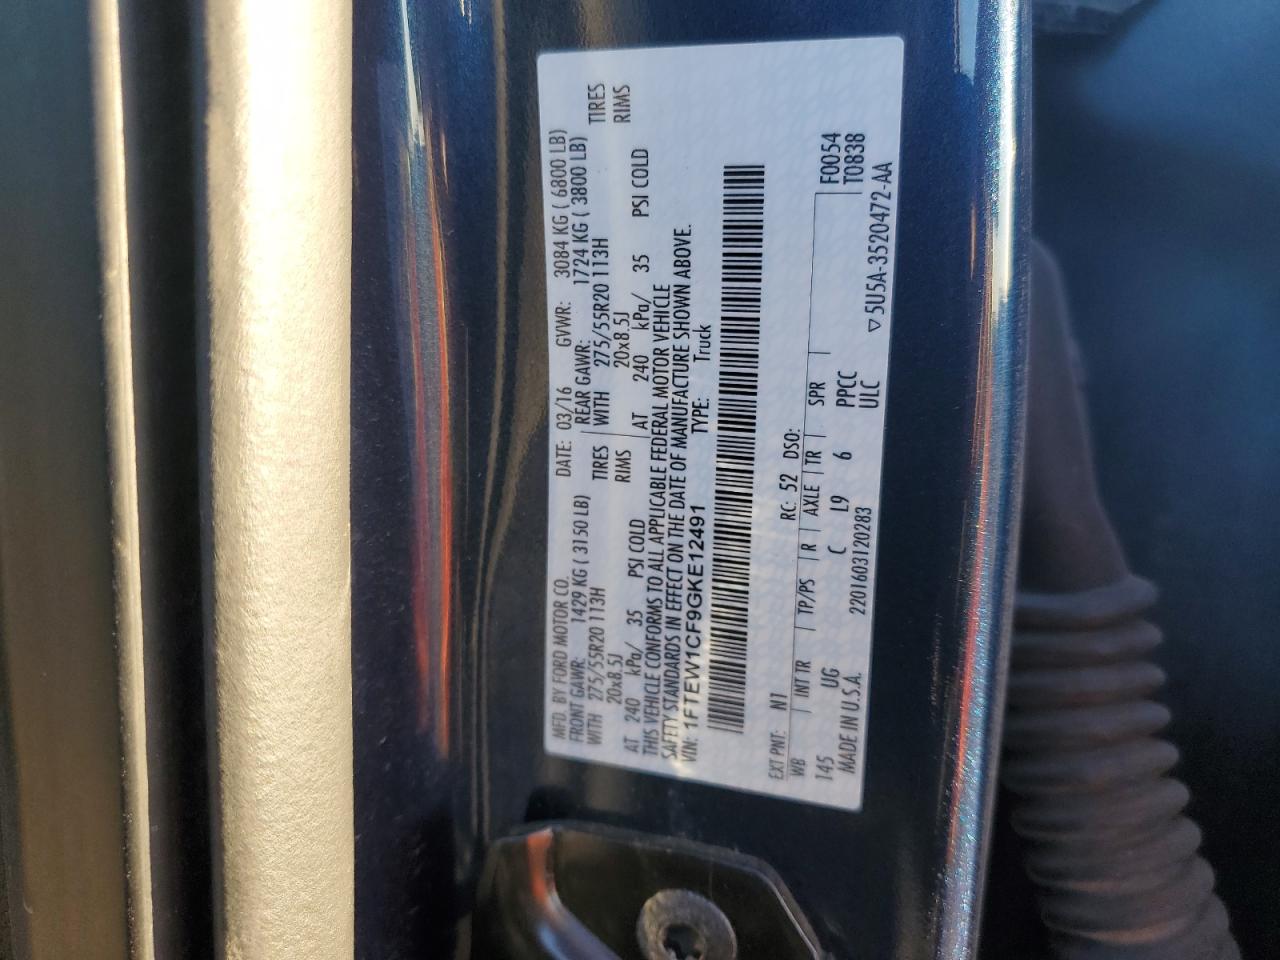 MFD. BY FORD MOTOR CO. DATE: 03/16 GVWR: 3084 KG ( 6800 LB)
FRONT GAWR: 1429 KG ( 3150 LB) REAR GAWR: 1724 KG ( 3800 LB)
WITH 275/55R20 113H TIRES WITH 275/55R20 113H TIRES
20x8.5J RIMS 20x8.5J RIMS
AT 240 kPa/ 35 PSI COLD AT 240 kPa/ 35 PSI COLD
THIS VEHICLE CONFORMS TO ALL APPLICABLE FEDERAL MOTOR VEHICLE
SAFETY STANDARDS IN EFFECT ON THE DATE OF MANUFACTURE SHOWN ABOVE.
VIN: 1FTEW1CF9GKE12491 TYPE: Truck
EXT PNT: N1 RC: 52 DSO:
WB INT TR TP/PS R AXLE TR SPR F0054
145 UG C L9 6 PPCC T0838
MADE IN U.S.A. 2201603120283 ULC
▽5U5A-3520472-AA